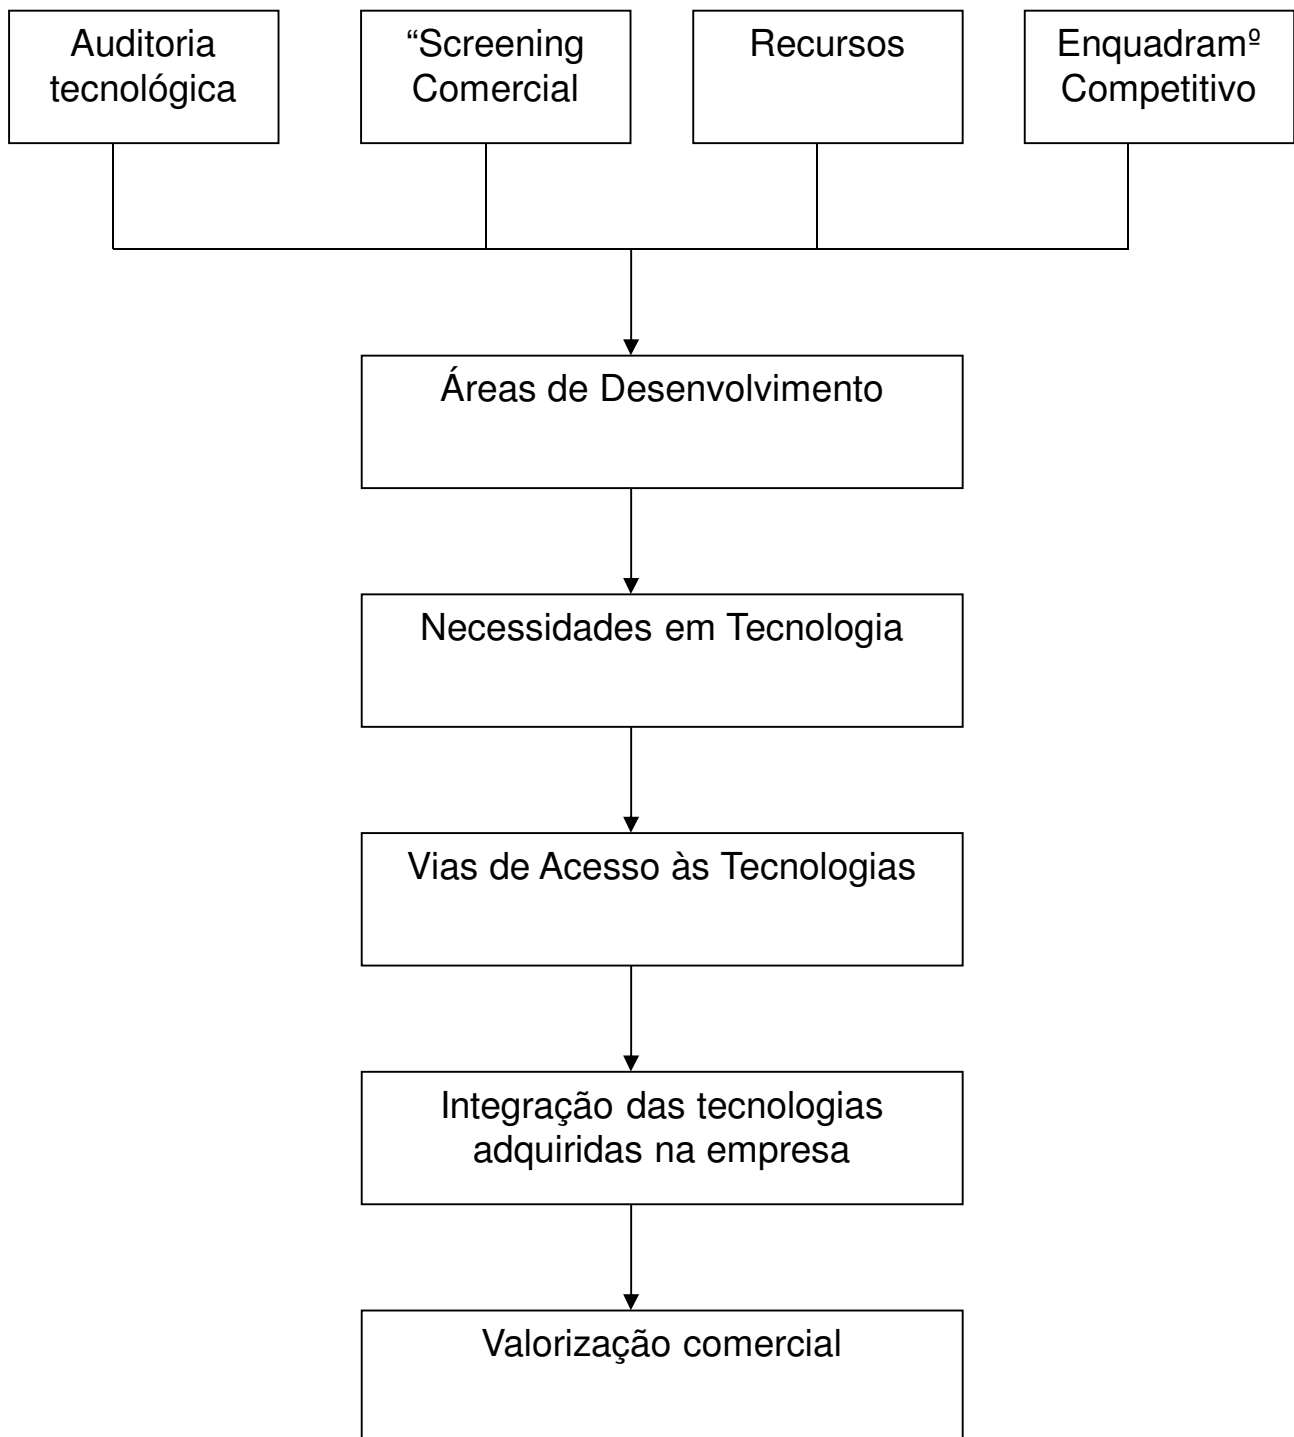 Auditoria
tecnológica
“Screening
Comercial
Recursos
Enquadramº
Competitivo
Áreas de Desenvolvimento
Necessidades em Tecnologia
Vias de Acesso às Tecnologias
Integração das tecnologias
adquiridas na empresa
Valorização comercial